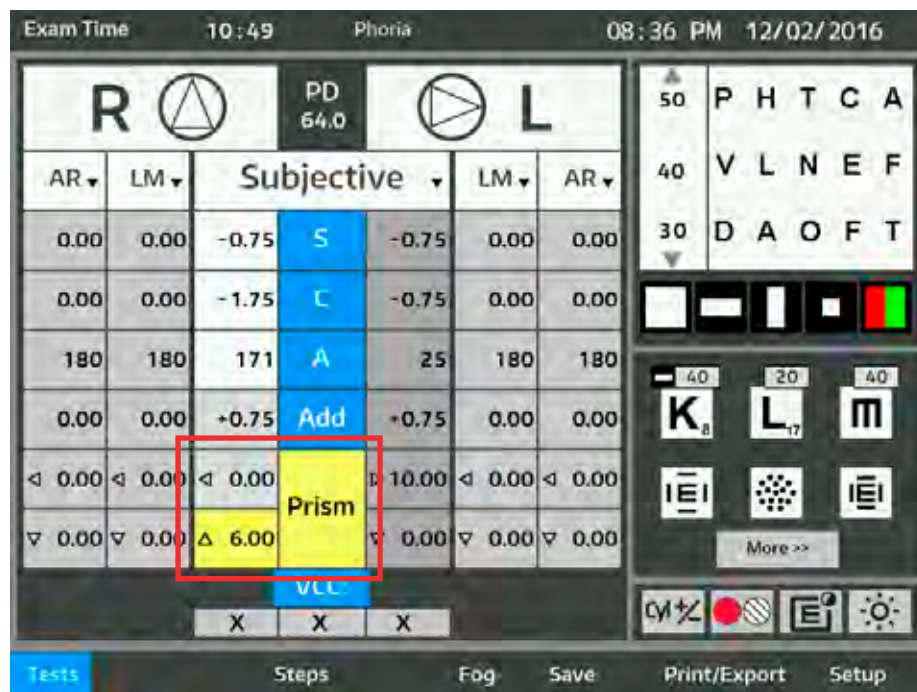 Exam Time 10:49 Phoria 08:36 PM 12/02/2016
R PD 64.0 L
AR LM Subjective LM AR
0.00 0.00 -0.75 S -0.75 0.00 0.00
0.00 0.00 -1.75 C -0.75 0.00 0.00
180 180 171 A 25 180 180
0.00 0.00 +0.75 Add +0.75 0.00 0.00
0.00 0.00 0.00 Prism 10.00 0.00 0.00
0.00 0.00 6.00 0.00 0.00 0.00
VCC
X X X
50 P H T C A
40 V L N E F
30 D A O F T
40 20 40
K8 L17 m
E E
More >>
Cyl +/- E
Tests Steps Fog Save Print/Export Setup